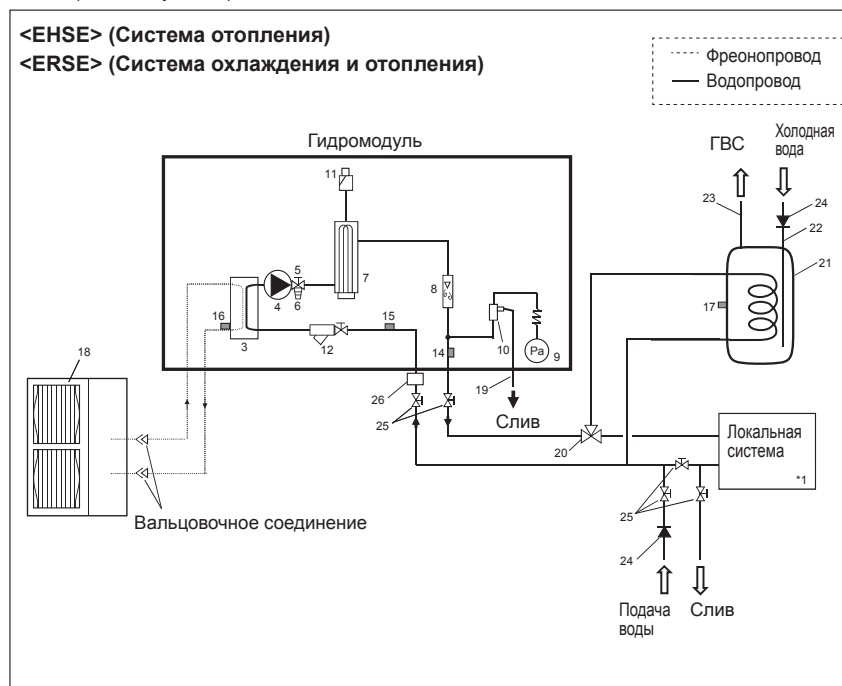 <EHSE> (Система отопления)
<ERSE> (Система охлаждения и отопления)
Фреонопровод
Водопровод
Гидромодуль
ГВС
Холодная
вода
11
23
24
22
5
7
21
8
16
4
6
15
17
3
12
14
10
Pa
9
18
26
19
25
Слив
20
Локальная
система
*1
Вальцовочное соединение
25
24
Подача
воды
Слив